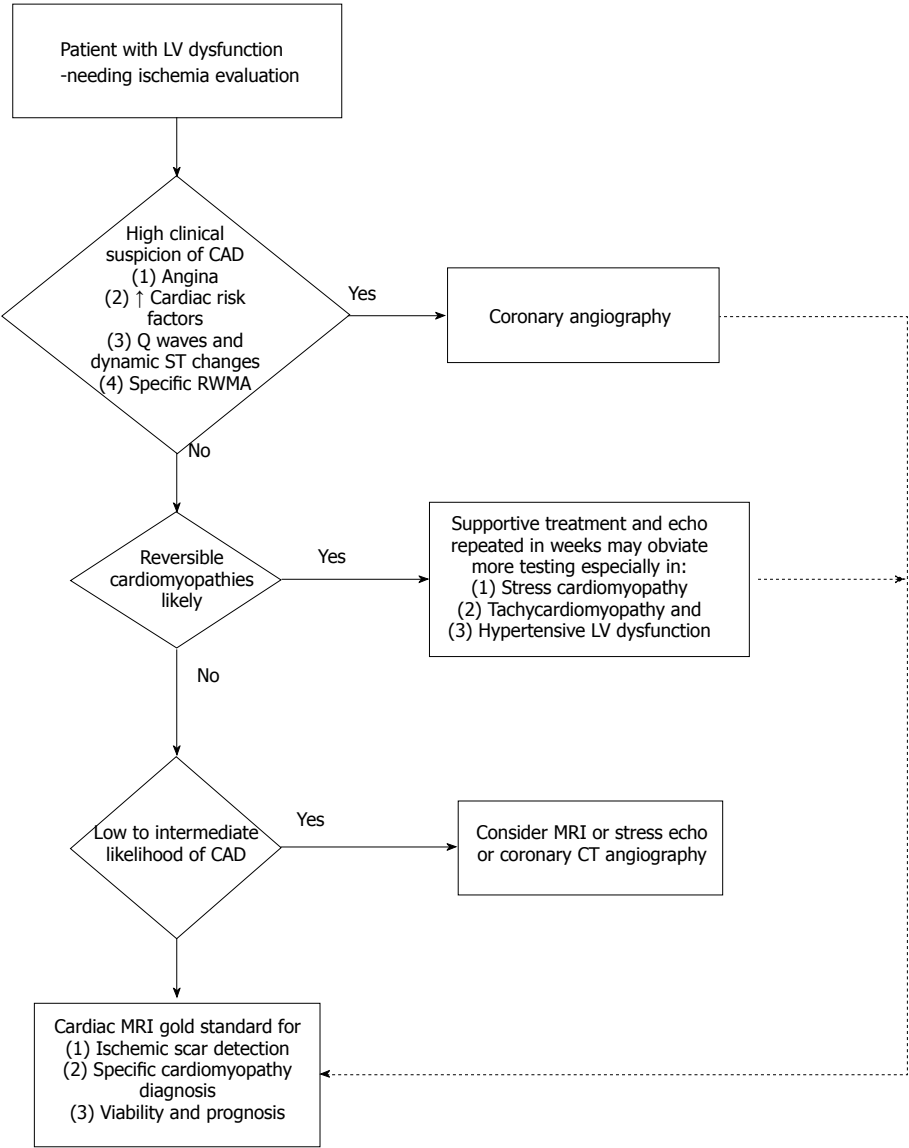 Patient with LV dysfunction
-needing ischemia evaluation
High clinical
suspicion of CAD
(1) Angina
(2) ↑ Cardiac risk
factors
(3) Q waves and
dynamic ST changes
(4) Specific RWMA
Yes
Coronary angiography
No
Reversible
cardiomyopathies
likely
Yes
Supportive treatment and echo
repeated in weeks may obviate
more testing especially in:
(1) Stress cardiomyopathy
(2) Tachycardiomyopathy and
(3) Hypertensive LV dysfunction
No
Low to intermediate
likelihood of CAD
Yes
Consider MRI or stress echo
or coronary CT angiography
Cardiac MRI gold standard for
(1) Ischemic scar detection
(2) Specific cardiomyopathy
diagnosis
(3) Viability and prognosis